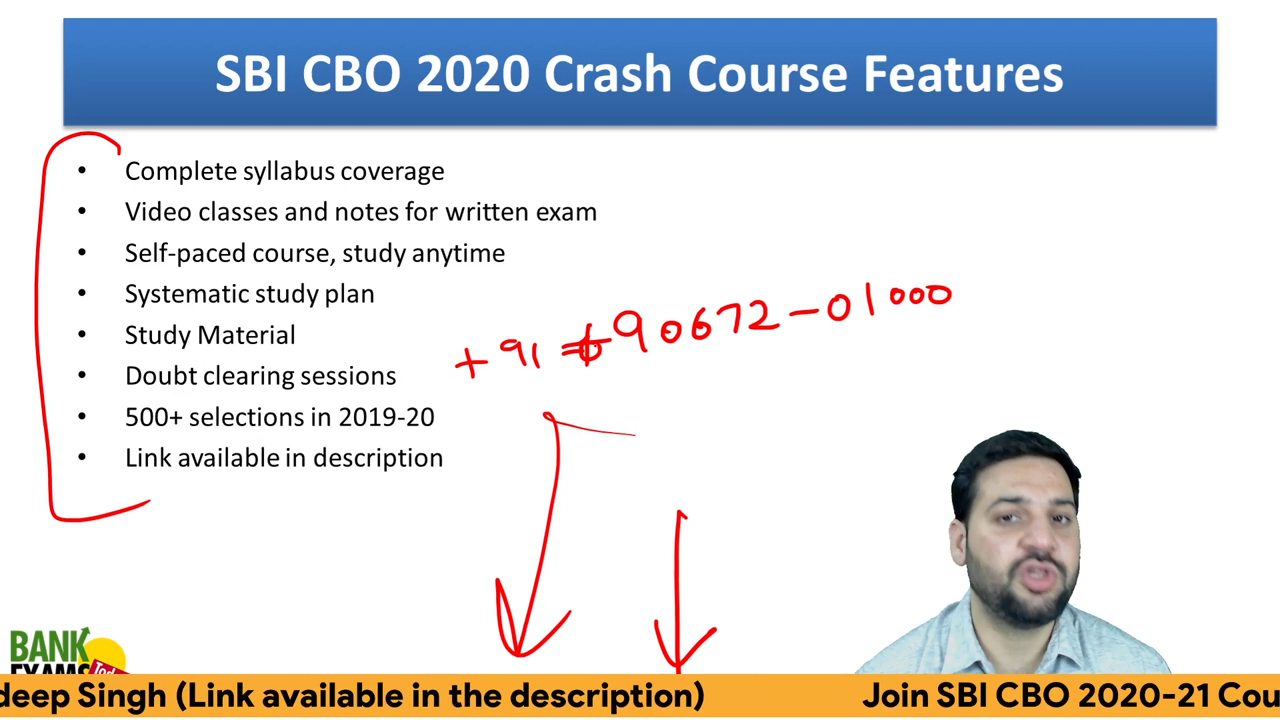 SBI CBO 2020 Crash Course Features
• Complete syllabus coverage
• Video classes and notes for written exam
• Self-paced course, study anytime
• Systematic study plan
• Study Material
• Doubt clearing sessions
• 500+ selections in 2019-20
• Link available in description
+91 90672-01000
BANK
EXAMS Tod
deep Singh (Link available in the description) Join SBI CBO 2020-21 Cou